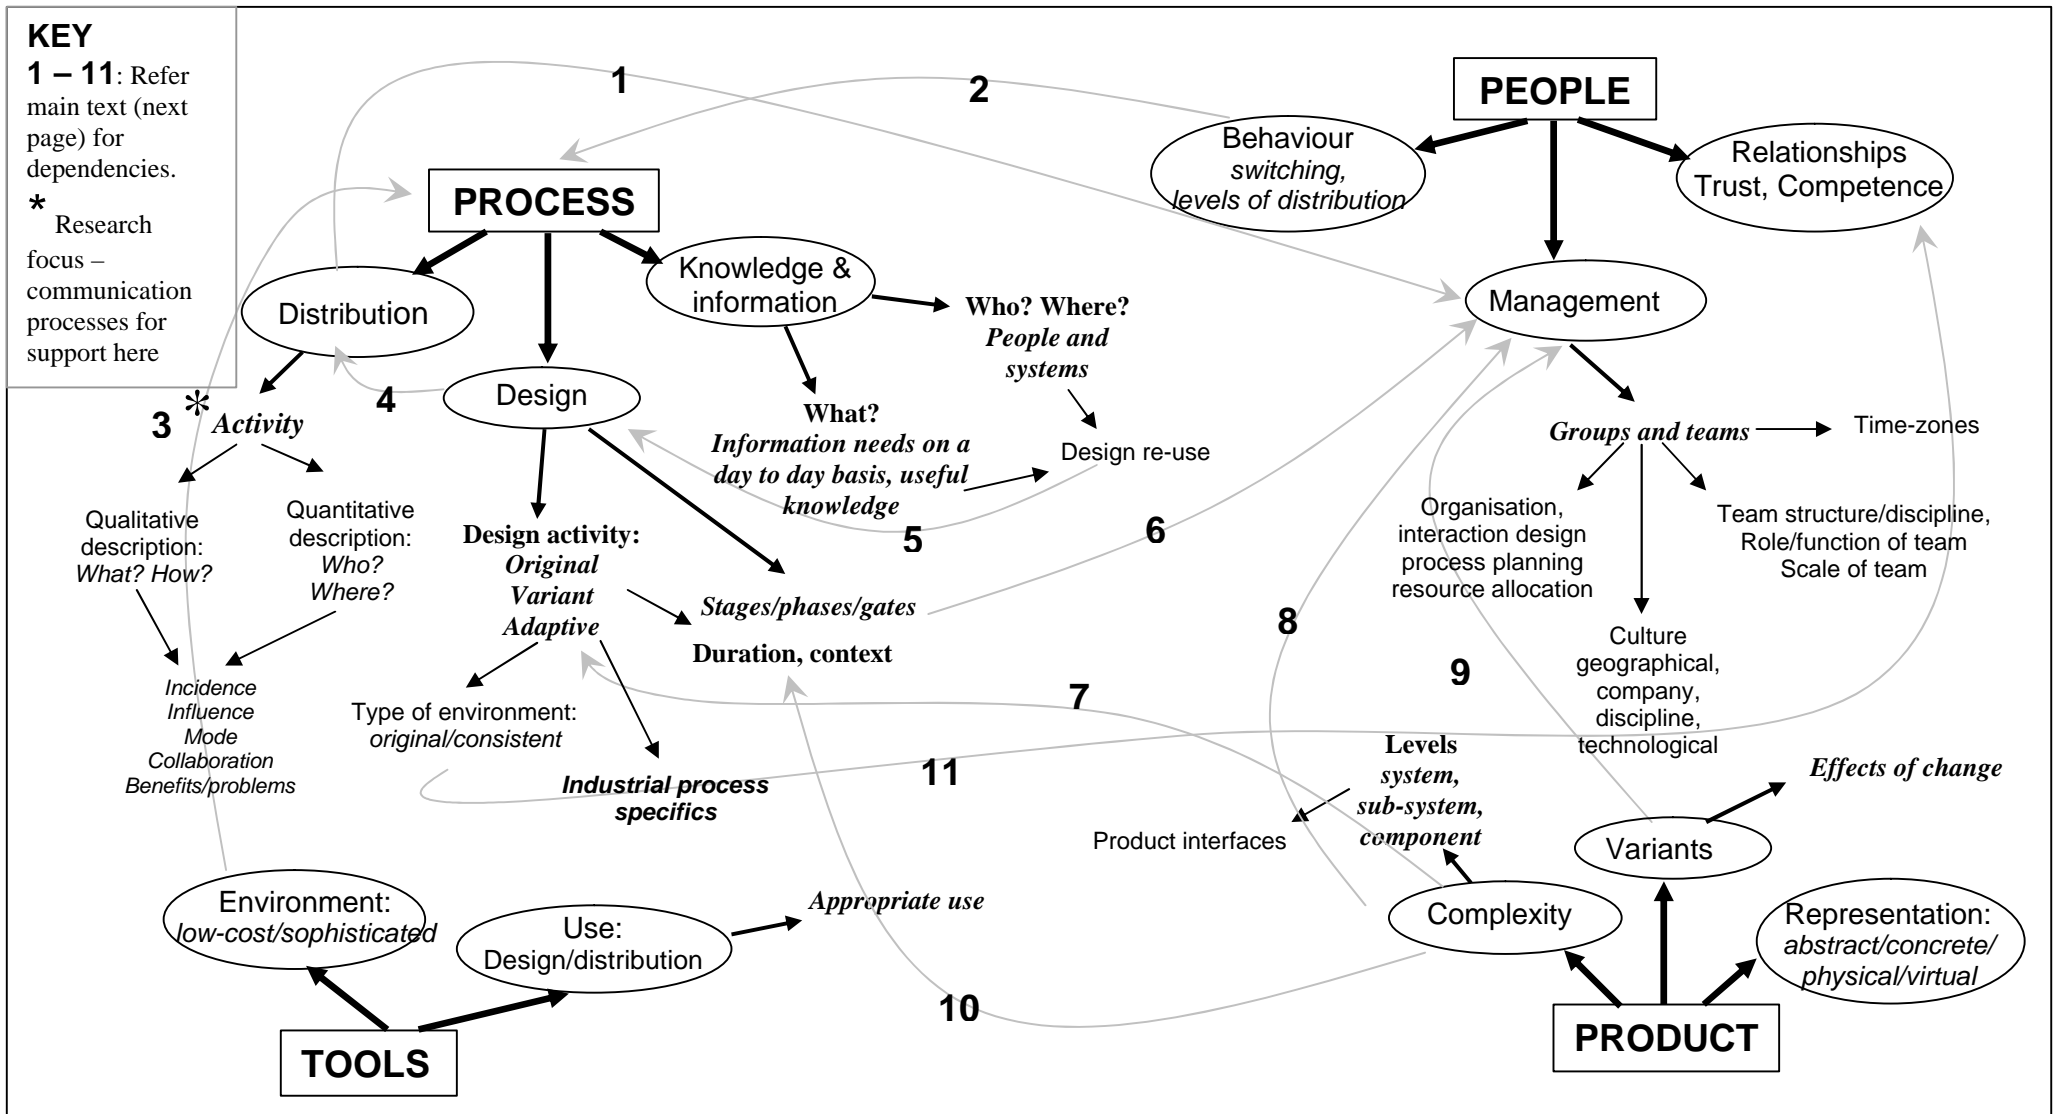 KEY
1 – 11: Refer
main text (next
page) for
dependencies.
* Research
focus –
communication
processes for
support here
1
2
PEOPLE
Behaviour
switching,
levels of distribution
Relationships
Trust, Competence
PROCESS
Distribution
Knowledge &
information
Who? Where?
People and
systems
Management
Design
4
3
*
Activity
What?
Information needs on a
day to day basis, useful
knowledge
Design re-use
Groups and teams
Time-zones
Qualitative
description:
What? How?
Quantitative
description:
Who?
Where?
Design activity:
Original
Variant
Adaptive
5
6
Organisation,
interaction design
process planning
resource allocation
Team structure/discipline,
Role/function of team
Scale of team
Stages/phases/gates
Duration, context
8
9
Culture
geographical,
company,
discipline,
technological
Incidence
Influence
Mode
Collaboration
Benefits/problems
Type of environment:
original/consistent
7
11
Industrial process
specifics
Levels
system,
sub-system,
component
Product interfaces
Effects of change
Variants
Environment:
low-cost/sophisticated
Use:
Design/distribution
Appropriate use
Complexity
Representation:
abstract/concrete/
physical/virtual
10
TOOLS
PRODUCT